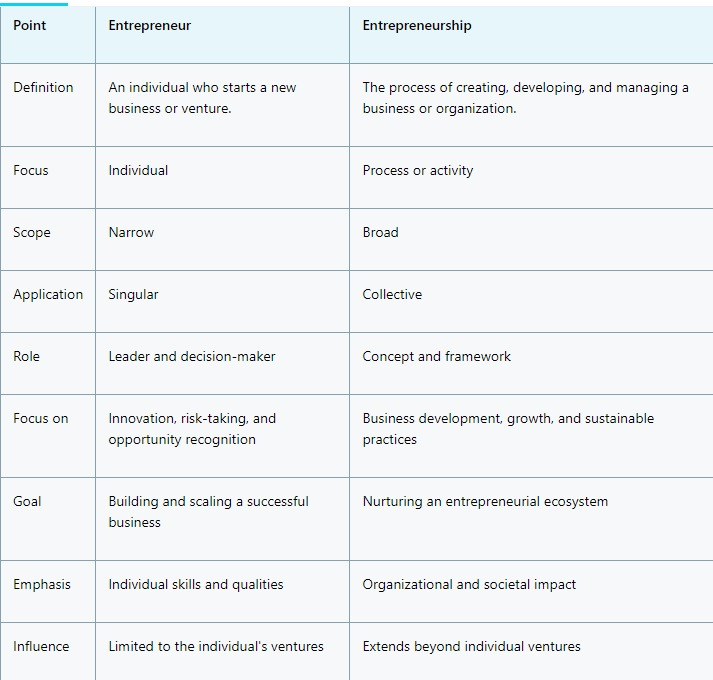 Point Entrepreneur Entrepreneurship
Definition An individual who starts a new The process of creating, developing, and managing a
business or venture. business or organization.
Focus Individual Process or activity
Scope Narrow Broad
Application Singular Collective
Role Leader and decision-maker Concept and framework
Focus on Innovation, risk-taking, and Business development, growth, and sustainable
opportunity recognition practices
Goal Building and scaling a successful Nurturing an entrepreneurial ecosystem
business
Emphasis Individual skills and qualities Organizational and societal impact
Influence Limited to the individual's ventures Extends beyond individual ventures